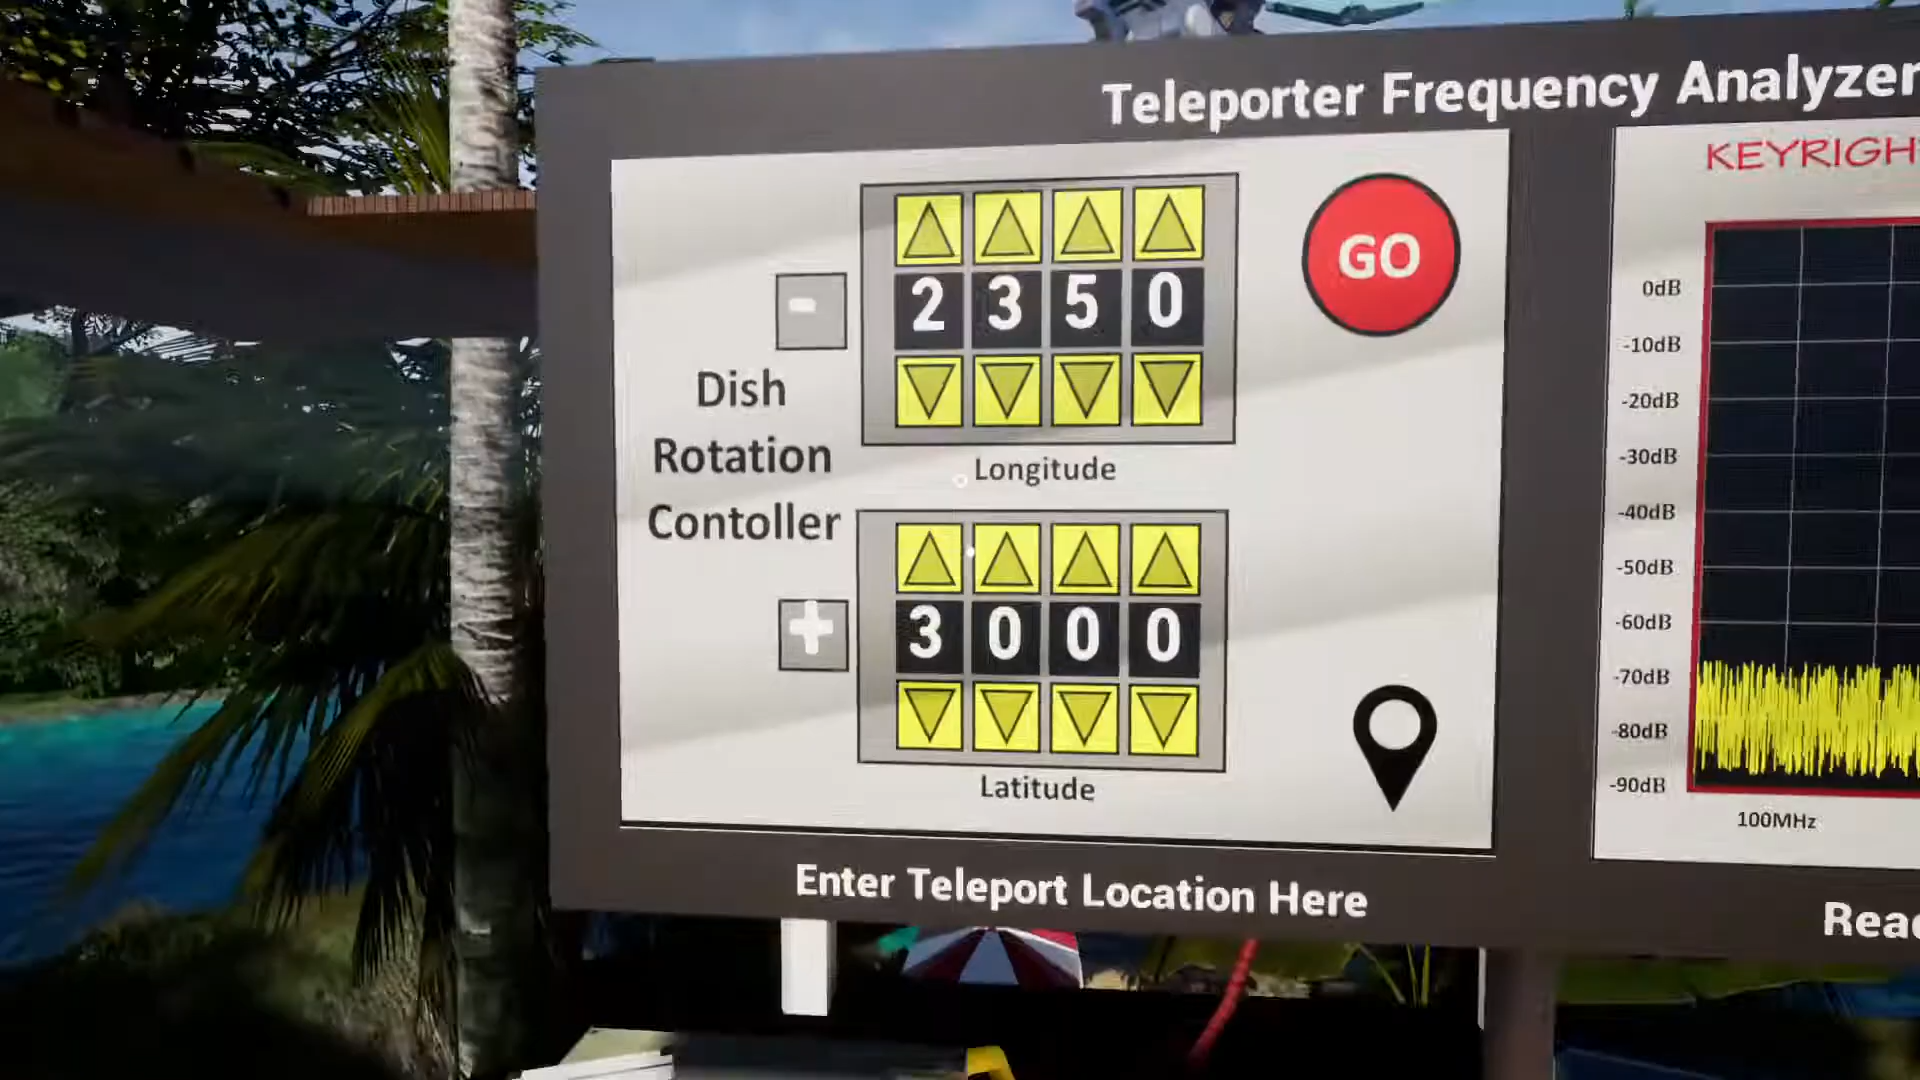 Teleporter Frequency Analyzer
GO
-
2 3 5 0
Longitude
Dish
Rotation
Contoller
+
3 0 0 0
Latitude
Enter Teleport Location Here
KEYRIGH
0dB
-10dB
-20dB
-30dB
-40dB
-50dB
-60dB
-70dB
-80dB
-90dB
100MHz